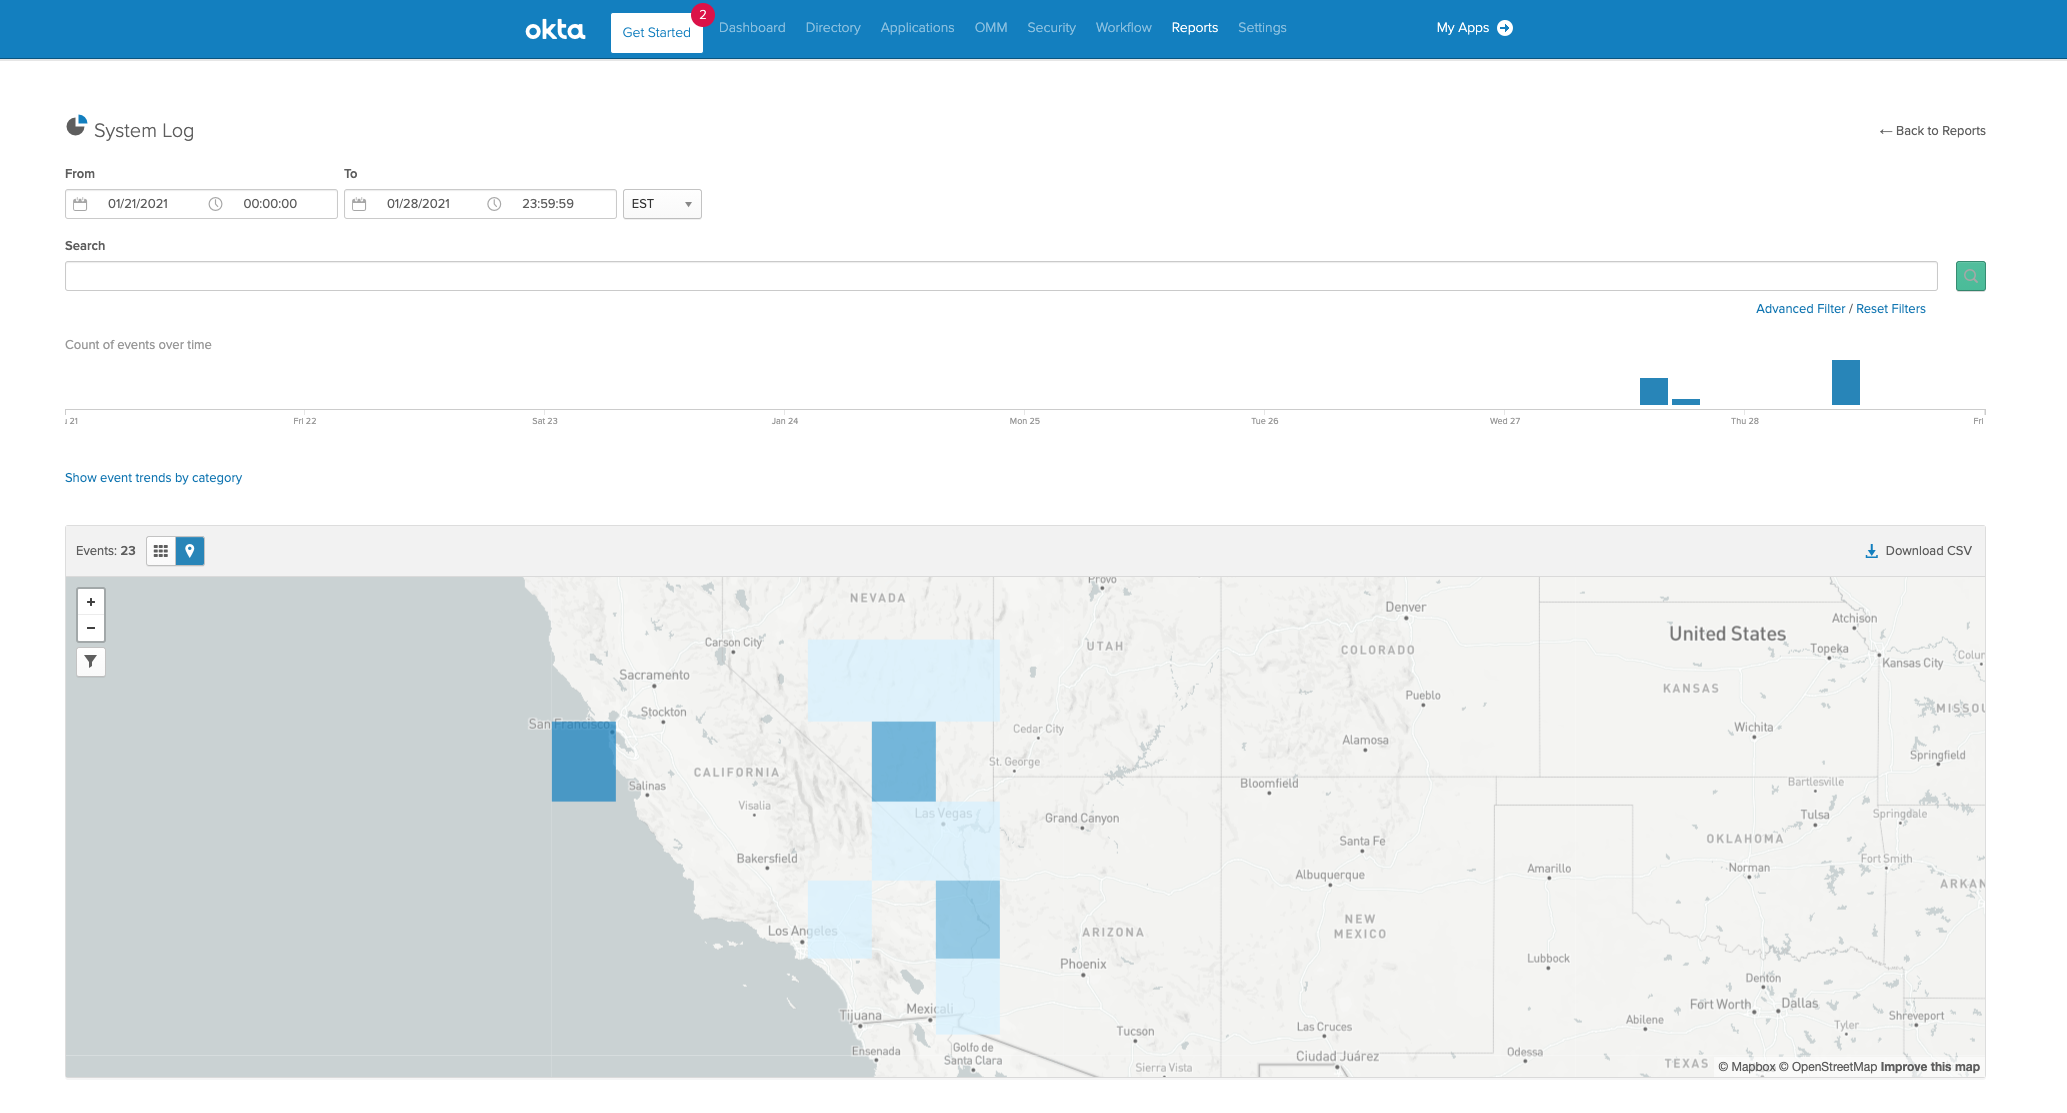 okta
Get Started
2
Dashboard
Directory
Applications
OMM
Security
Workflow
Reports
Settings
My Apps
System Log
← Back to Reports
From
To
01/21/2021
00:00:00
01/28/2021
23:59:59
EST
Search
Advanced Filter / Reset Filters
Count of events over time
21
Fri 22
Sat 23
Jan 24
Mon 25
Tue 26
Wed 27
Thu 28
Fri
Show event trends by category
Events: 23
Download CSV
+
−
Provo
NEVADA
Denver
Atchison
United States
Carson City
UTAH
COLORADO
Topeka
Kansas City
Colum
Sacramento
KANSAS
Pueblo
Stockton
MISSOU
San Francisco
Cedar City
Wichita
Alamosa
Springfield
St. George
CALIFORNIA
Salinas
Bloomfield
Bartlesville
Visalia
Las Vegas
Grand Canyon
Tulsa
Springdale
Santa Fe
OKLAHOMA
Bakersfield
Fort Smith
Amarillo
Norman
Albuquerque
ARKAN
NEW
MEXICO
Los Angeles
ARIZONA
Phoenix
Lubbock
Denton
Fort Worth
Dallas
Mexicali
Tijuana
Shreveport
Abilene
Tyler
Tucson
Las Cruces
Ensenada
Golfo de
Santa Clara
Ciudad Juárez
Odessa
Sierra Vista
TEXAS
© Mapbox © OpenStreetMap Improve this map